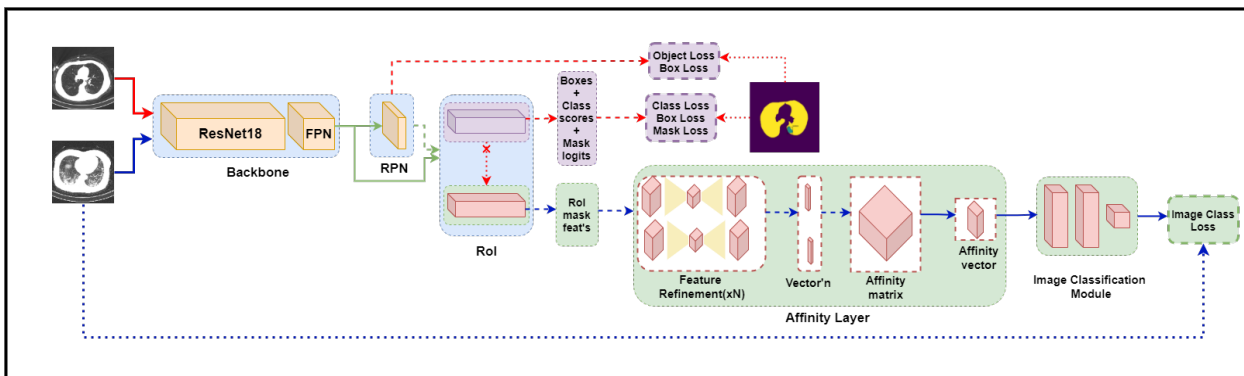 ResNet18
FPN
Backbone
RPN
RoI
Boxes
+
Class
scores
+
Mask
logits
Object Loss
Box Loss
Class Loss
Box Loss
Mask Loss
RoI
mask
feat's
Feature
Refinement(xN)
Vector'n
Affinity
matrix
Affinity
vector
Affinity Layer
Image Classification
Module
Image Class
Loss